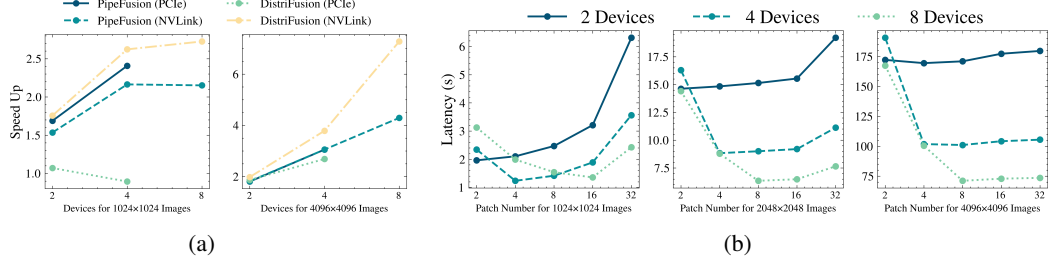 PipeFusion (PCIe) DistriFusion (PCIe)
PipeFusion (NVLink) DistriFusion (NVLink)
Speed Up
2.5
2.0
1.5
1.0
2 4 8
Devices for 1024×1024 Images
6
4
2
2 4 8
Devices for 4096×4096 Images
(a)
2 Devices 4 Devices 8 Devices
Latency (s)
6
5
4
3
2
1
2 4 8 16 32
Patch Number for 1024×1024 Images
17.5
15.0
12.5
10.0
7.5
2 4 8 16 32
Patch Number for 2048×2048 Images
175
150
125
100
75
2 4 8 16 32
Patch Number for 4096×4096 Images
(b)